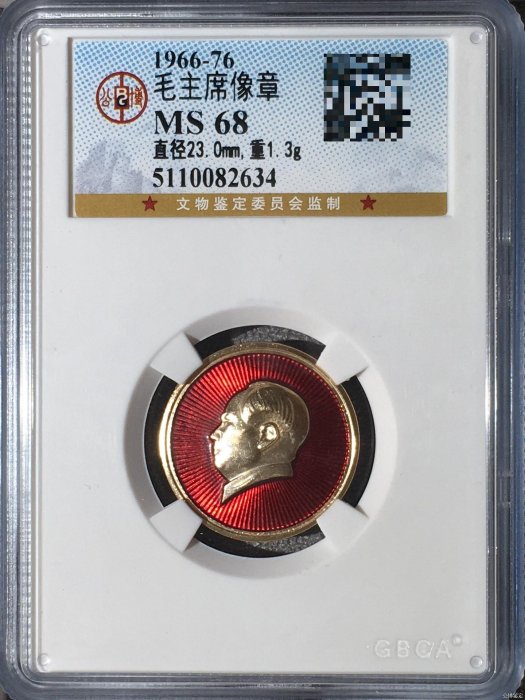 1966-76
毛主席像章
MS 68
直径23.0mm,重1.3g
5110082634
文物鉴定委员会监制
GBCA